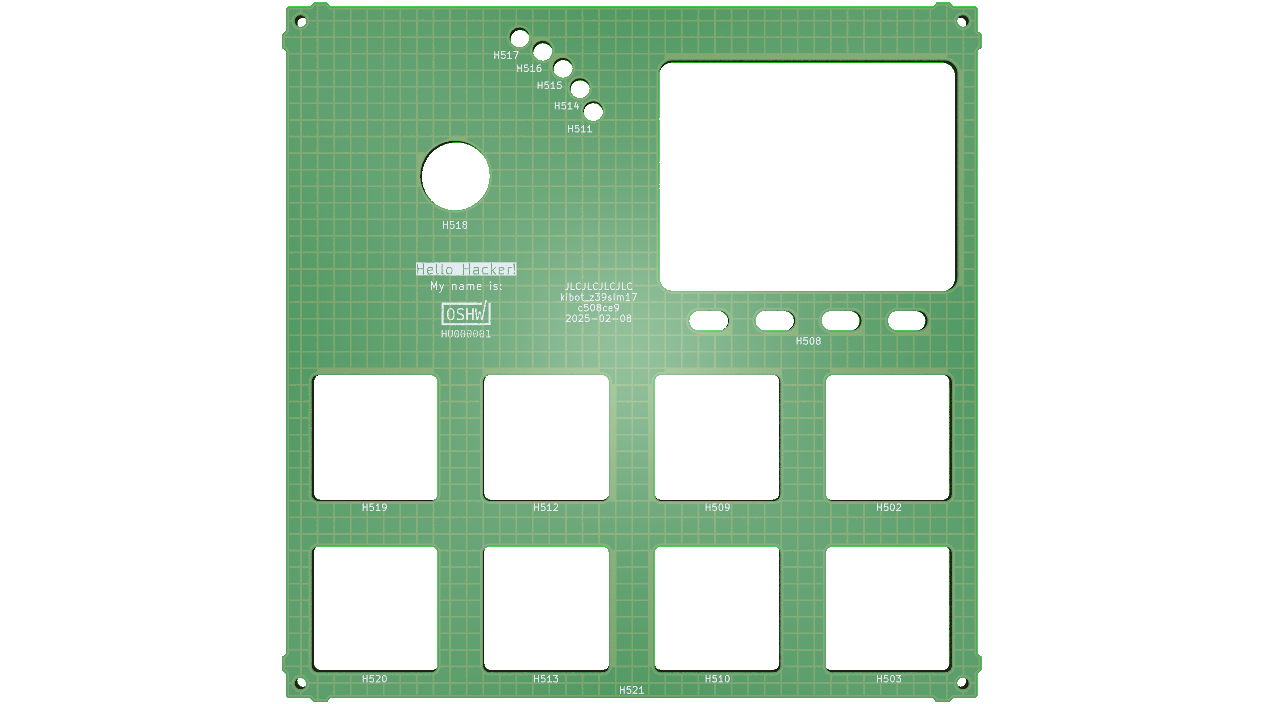 H517
H516
H515
H514
H511
H518
Hello Hacker!
My name is:
OSHW
HU000001
JLCJLCJLCJLC
kibot_z39slm17
c508ce9
2025-02-08
H508
H519
H512
H509
H502
H520
H513
H510
H503
H521